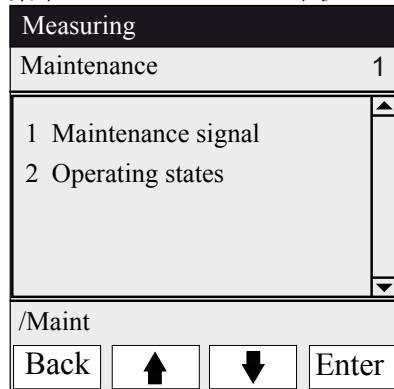 Measuring
Maintenance 1
1 Maintenance signal
2 Operating states
/Maint
Back Enter